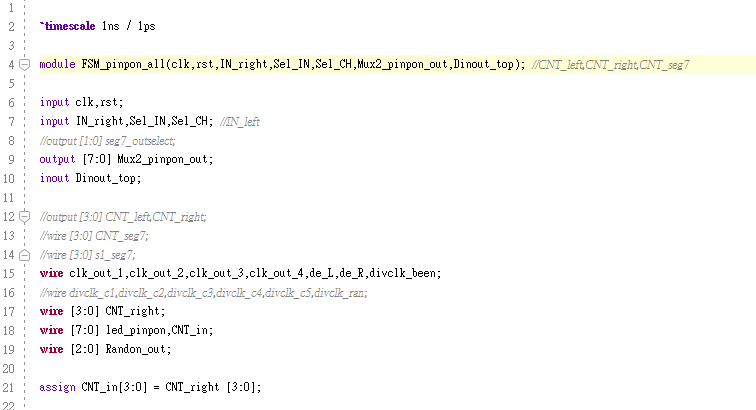 1
2 `timescale 1ns / 1ps
3
4 module FSM_pinpon_all(clk,rst,IN_right,Sel_IN,Sel_CH,Mux2_pinpon_out,Dinout_top); //CNT_left,CNT_right,CNT_seg7
5
6 input clk,rst;
7 input IN_right,Sel_IN,Sel_CH; //IN_left
8 //output [1:0] seg7_outselect;
9 output [7:0] Mux2_pinpon_out;
10 inout Dinout_top;
11
12 //output [3:0] CNT_left,CNT_right;
13 //wire [3:0] CNT_seg7;
14 //wire [3:0] s1_seg7;
15 wire clk_out_1,clk_out_2,clk_out_3,clk_out_4,de_L,de_R,divclk_been;
16 //wire divclk_c1,divclk_c2,divclk_c3,divclk_c4,divclk_c5,divclk_ran;
17 wire [3:0] CNT_right;
18 wire [7:0] led_pinpon,CNT_in;
19 wire [2:0] Randon_out;
20
21 assign CNT_in[3:0] = CNT_right [3:0];
22